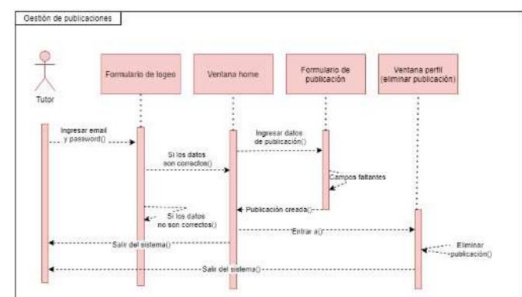 Gestión de publicaciones
Tutor
Formulario de logeo
Ventana home
Formulario de
publicación
Ventana perfil
(eliminar publicación)
Ingresar email
y password()
Ingresar datos
de publicación()
Si los datos
son correctos()
Campos faltantes
Publicación creada()
Si los datos
no son correctos()
Entrar a()
Salir del sistema()
Eliminar
publicación()
Salir del sistema()